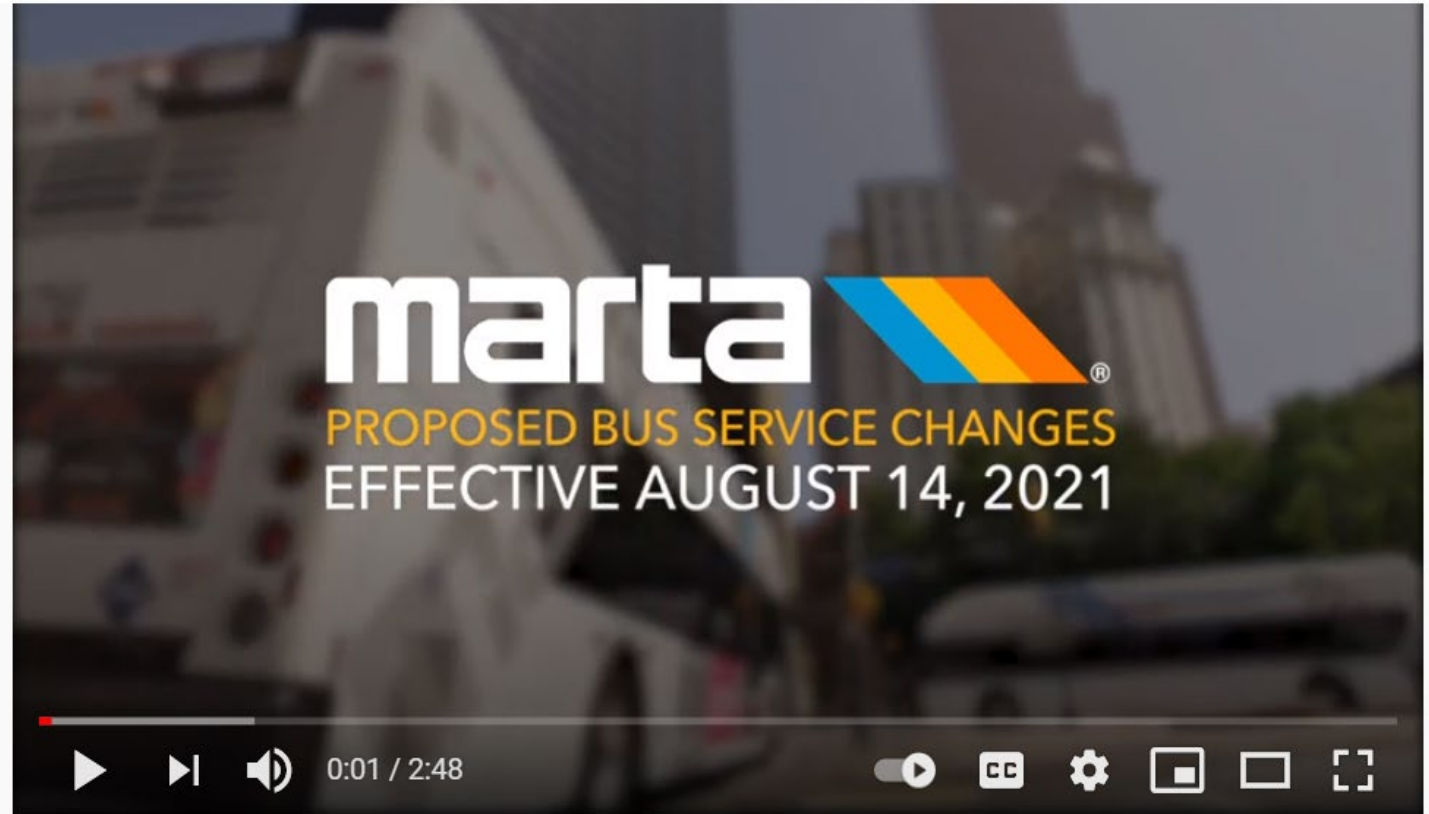 marta ®
PROPOSED BUS SERVICE CHANGES
EFFECTIVE AUGUST 14, 2021
0:01 / 2:48
CC